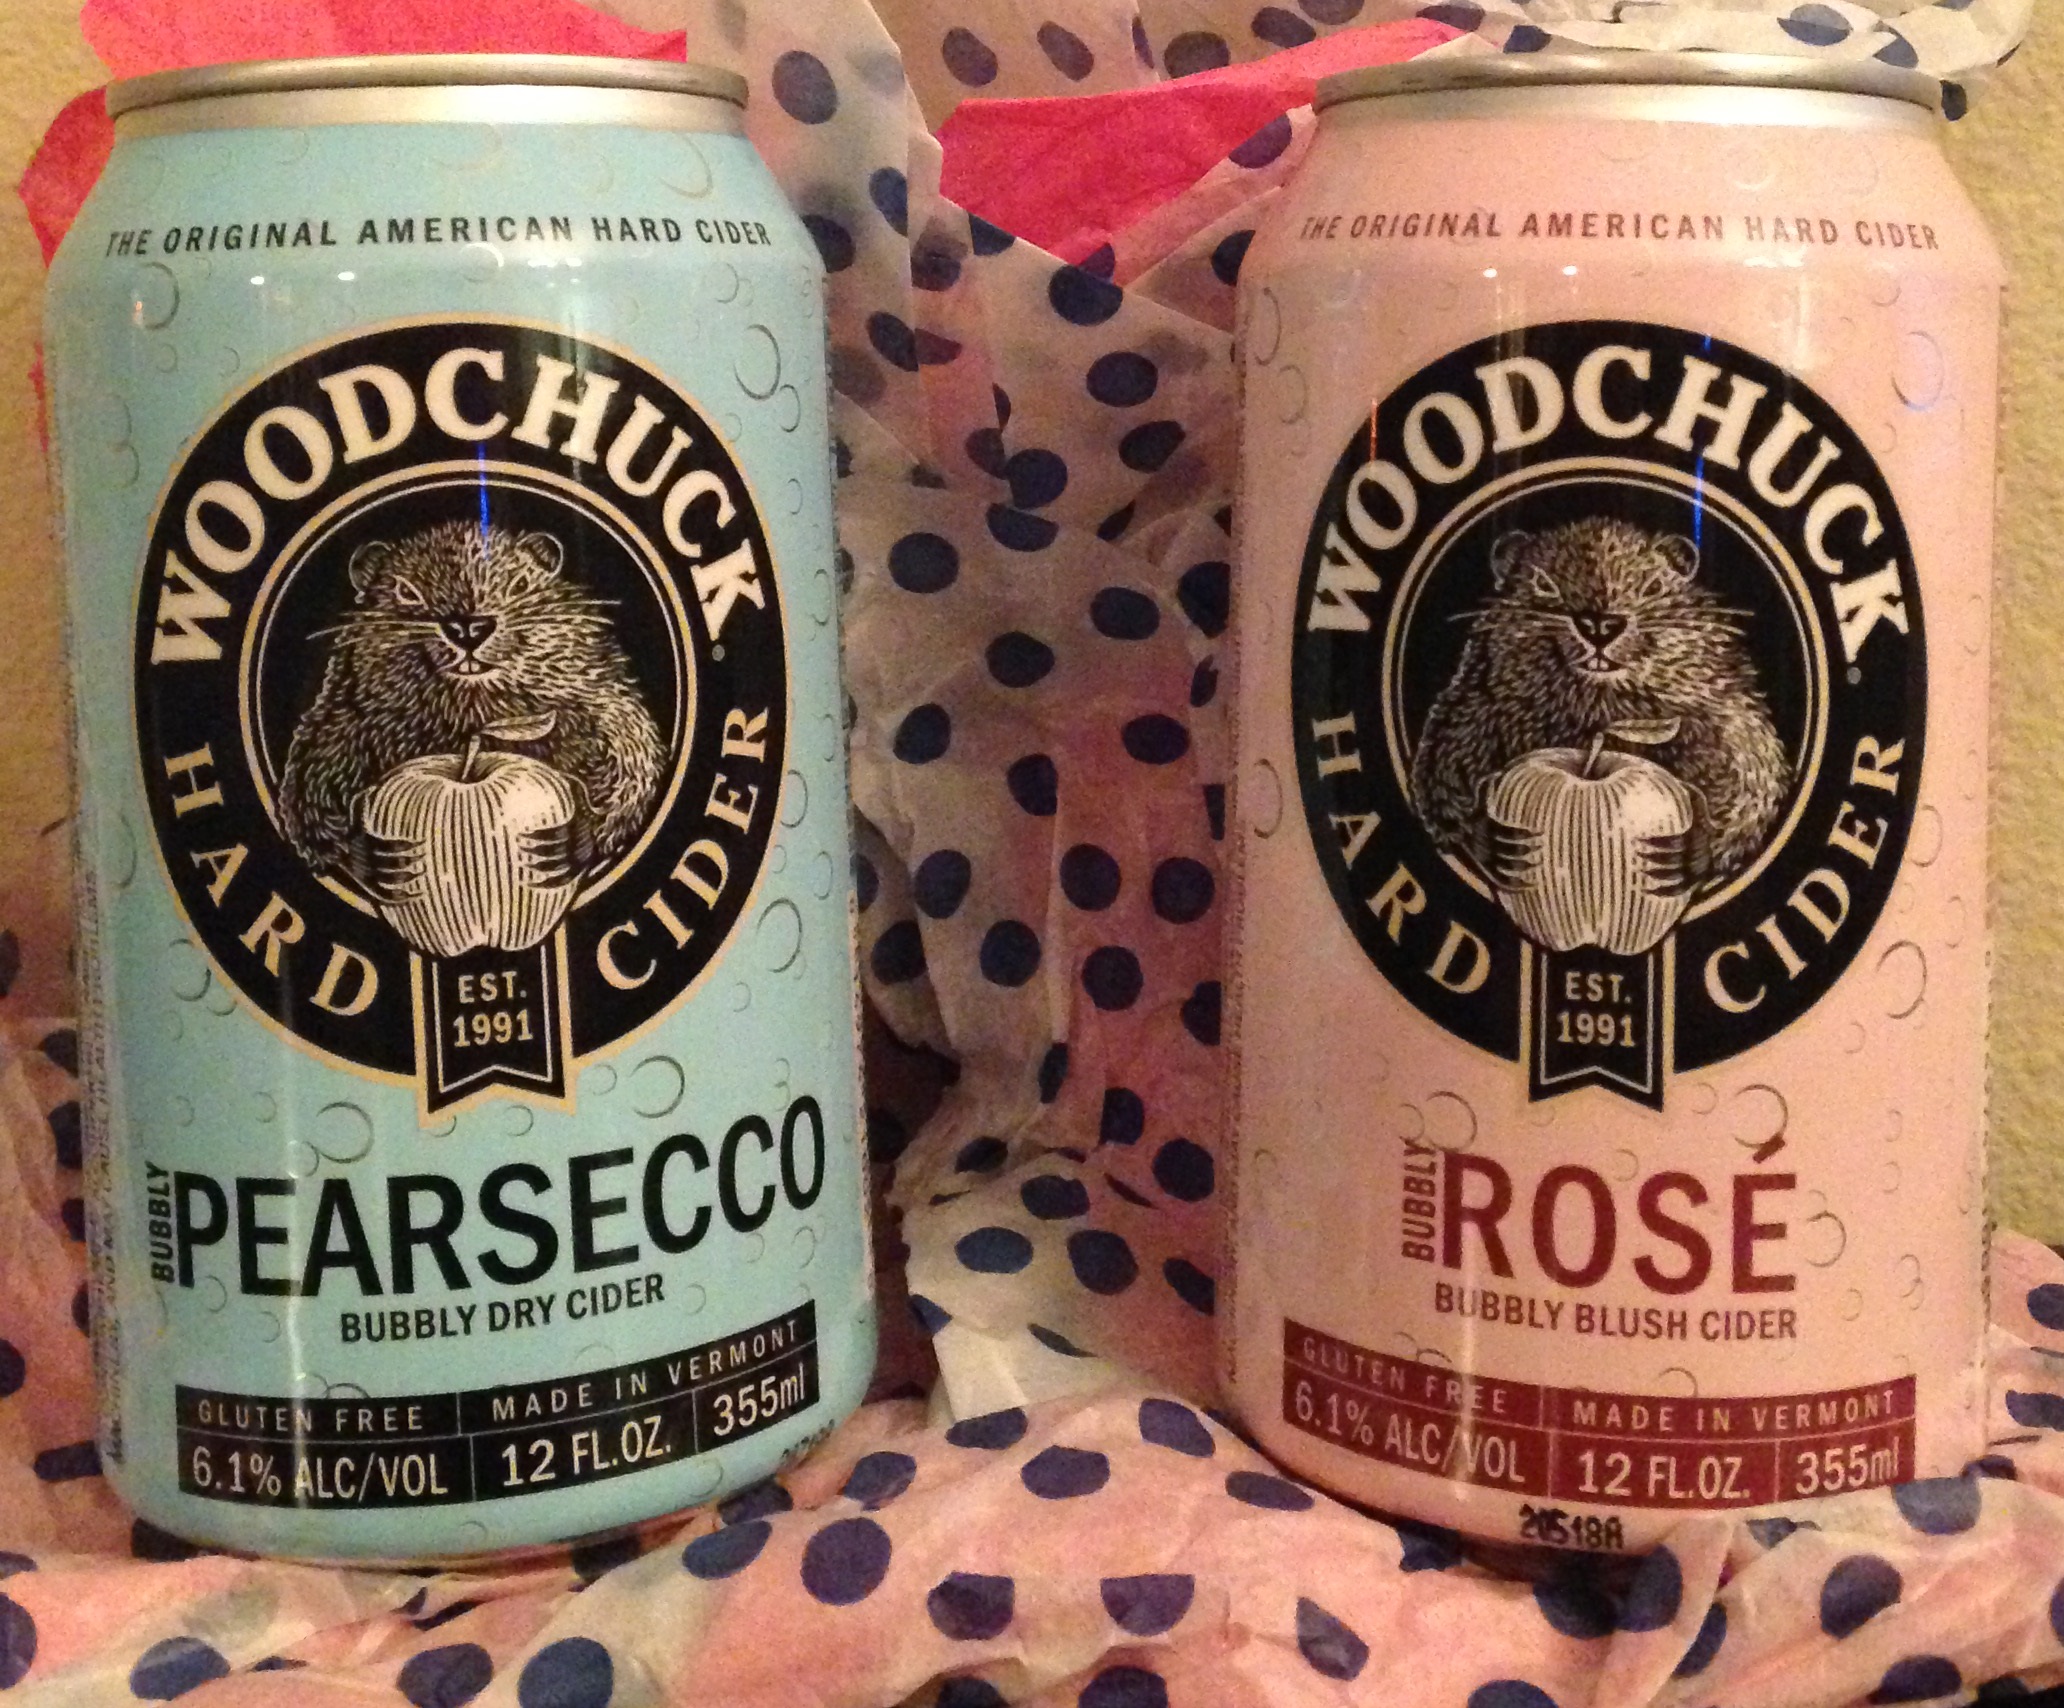 THE ORIGINAL AMERICAN HARD CIDER
WOODCHUCK
HARD CIDER
EST.
1991
BUBBLY
PEARSECCO
BUBBLY DRY CIDER
GLUTEN FREE MADE IN VERMONT
6.1% ALC/VOL 12 FL.OZ. 355ml
THE ORIGINAL AMERICAN HARD CIDER
WOODCHUCK
HARD CIDER
EST.
1991
BUBBLY
ROSÉ
BUBBLY BLUSH CIDER
GLUTEN FREE MADE IN VERMONT
6.1% ALC/VOL 12 FL.OZ. 355ml
20518A